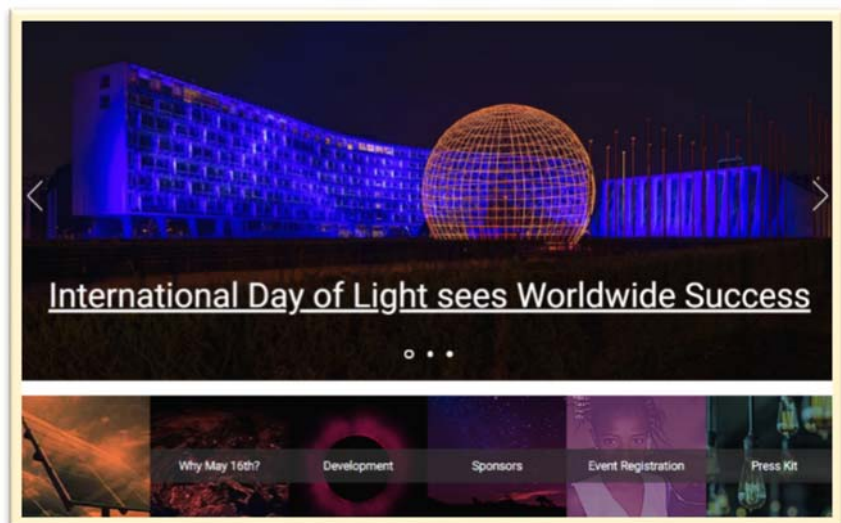 International Day of Light sees Worldwide Success
Why May 16th?
Development
Sponsors
Event Registration
Press Kit